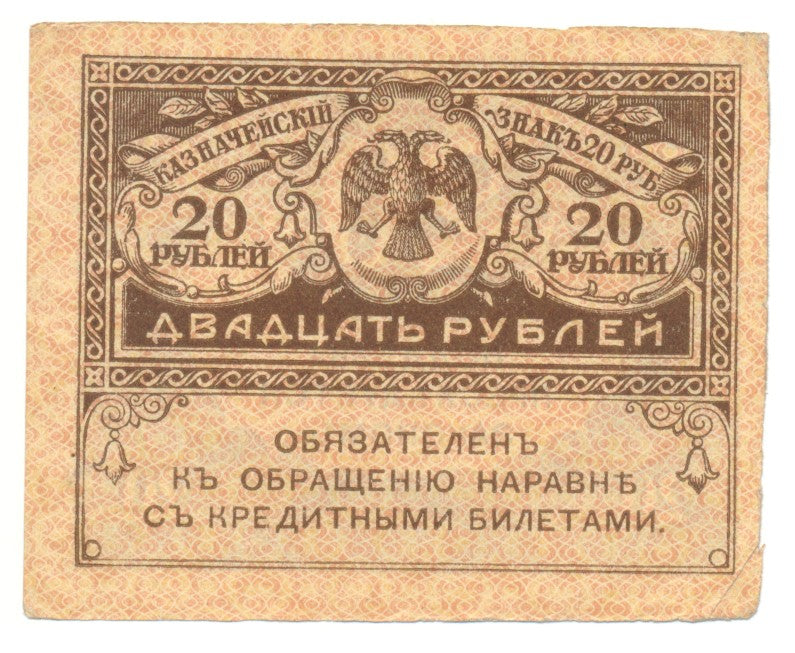 КАЗНАЧЕЙСКІЙ
ЗНАКЪ 20 РУБ.
20
РУБЛЕЙ
20
РУБЛЕЙ
ДВАДЦАТЬ РУБЛЕЙ
ОБЯЗАТЕЛЕНЪ
КЪ ОБРАЩЕНІЮ НАРАВНѢ
СЪ КРЕДИТНЫМИ БИЛЕТАМИ.